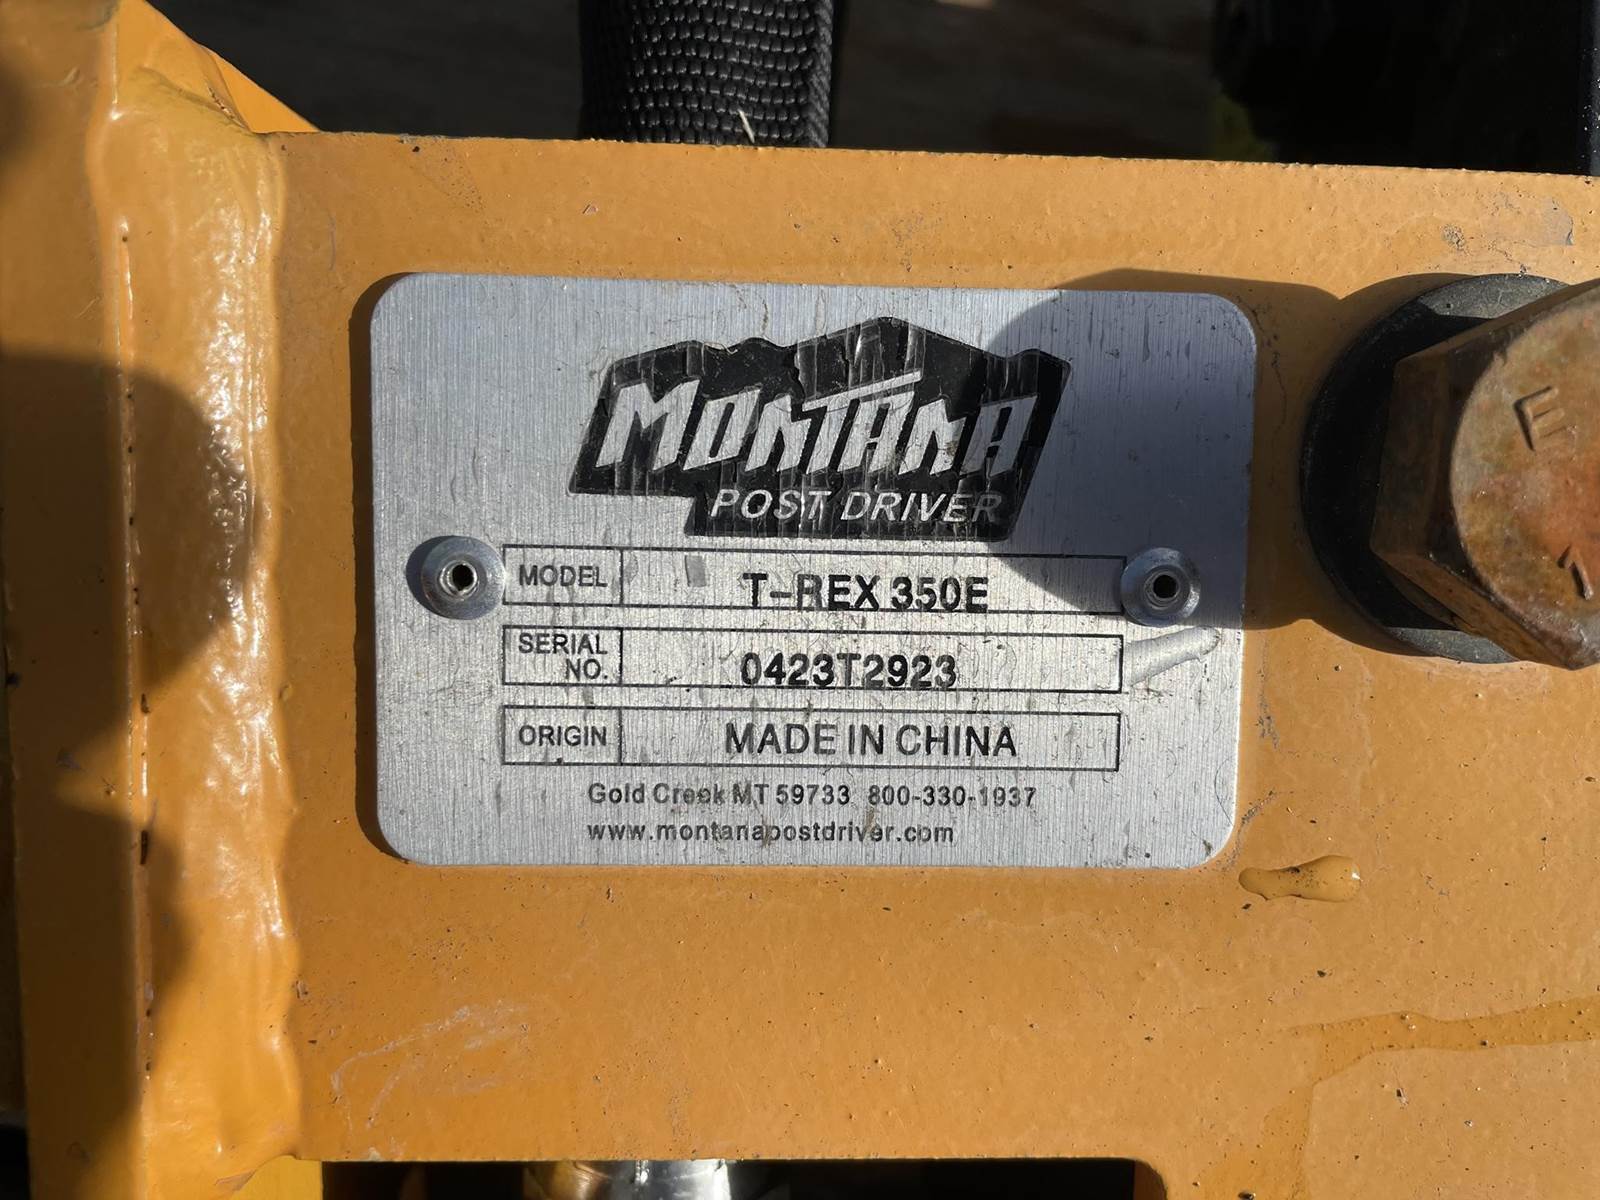 MONTANA
POST DRIVER
MODEL T-REX 350E
SERIAL NO. 0423T2923
ORIGIN MADE IN CHINA
Gold Creek MT 59733 800-330-1937
www.montanapostdriver.com
E